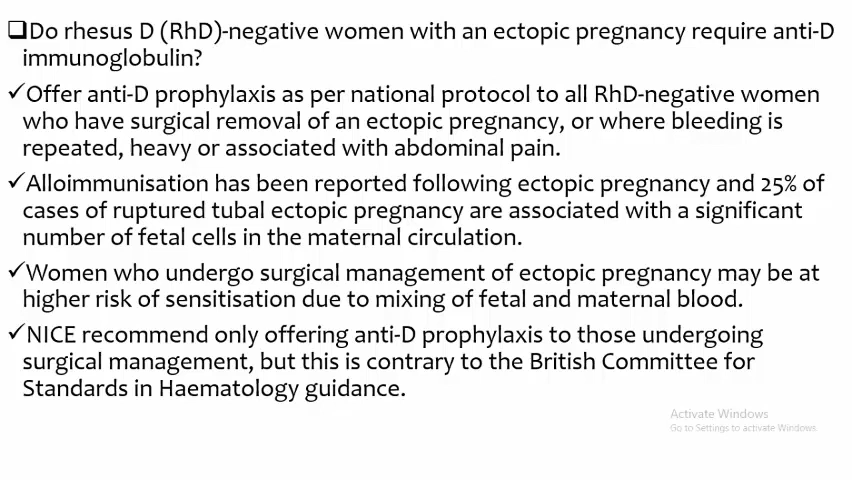 ❑Do rhesus D (RhD)-negative women with an ectopic pregnancy require anti-D
immunoglobulin?
✓Offer anti-D prophylaxis as per national protocol to all RhD-negative women
who have surgical removal of an ectopic pregnancy, or where bleeding is
repeated, heavy or associated with abdominal pain.
✓Alloimmunisation has been reported following ectopic pregnancy and 25% of
cases of ruptured tubal ectopic pregnancy are associated with a significant
number of fetal cells in the maternal circulation.
✓Women who undergo surgical management of ectopic pregnancy may be at
higher risk of sensitisation due to mixing of fetal and maternal blood.
✓NICE recommend only offering anti-D prophylaxis to those undergoing
surgical management, but this is contrary to the British Committee for
Standards in Haematology guidance.
Activate Windows
Go to Settings to activate Windows.